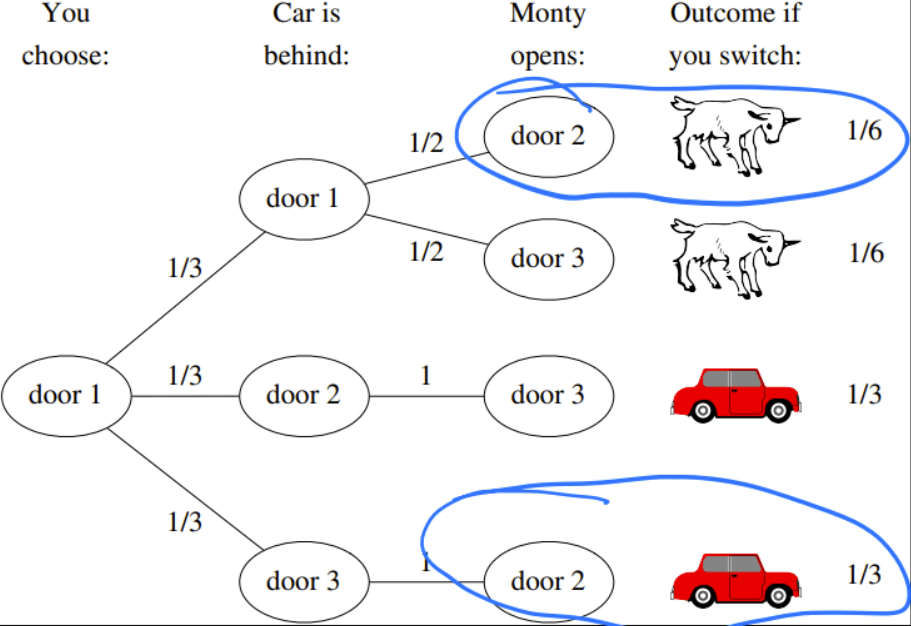 You choose:
Car is behind:
Monty opens:
Outcome if you switch:
1/2
door 2
1/6
door 1
1/2
door 3
1/6
1/3
door 1
1/3
door 2
1
door 3
1/3
1/3
door 3
1
door 2
1/3